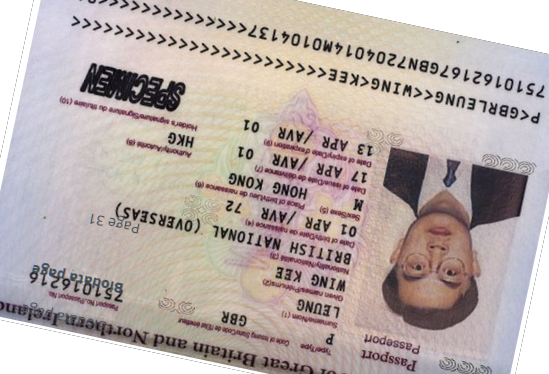 of Great Britain and Northern Ireland
Passport
Passeport
Type/Type
Code of Issuing State/Code de l'Etat émetteur
Passport No./Passeport No.
P
GBR
751016216
Biodata page
Surname/Nom (1)
LEUNG
Given names/Prénoms (2)
WING KEE
Nationality/Nationalité (3)
BRITISH NATIONAL (OVERSEAS)
Page 31
Date of birth/Date de naissance (4)
01 APR /AVR 72
Sex/Sexe (5)
Place of birth/Lieu de naissance (6)
M
HONG KONG
Date of issue/Date de délivrance (7)
Authority/Autorité (8)
17 APR /AVR 01
HKG
Date of expiry/Date d'expiration (9)
Holder's signature/Signature du titulaire (10)
13 APR /AVR 01
SPECIMEN
P<GBRLEUNG<<WING<KEE<<<<<<<<<<<<<<<<<<<<<<<<
7510162167GBN7204014M0104137<<<<<<<<<<<<<<